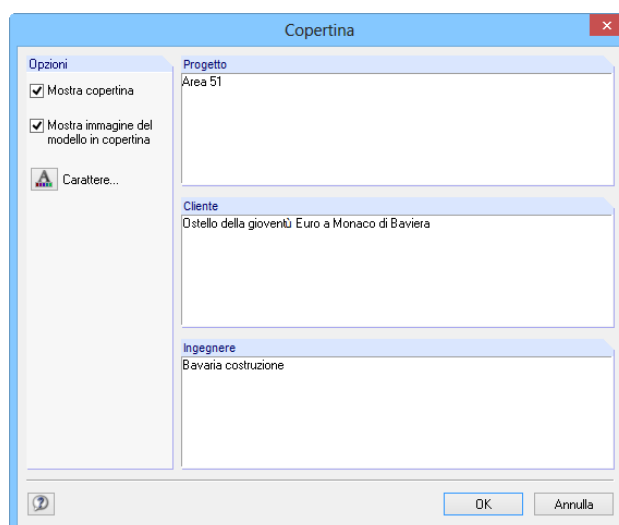 Copertina
Opzioni
Mostra copertina
Mostra immagine del
modello in copertina
A Carattere...
Progetto
Area 51
Cliente
Ostello della gioventù Euro a Monaco di Baviera
Ingegnere
Bavaria costruzione
OK
Annulla